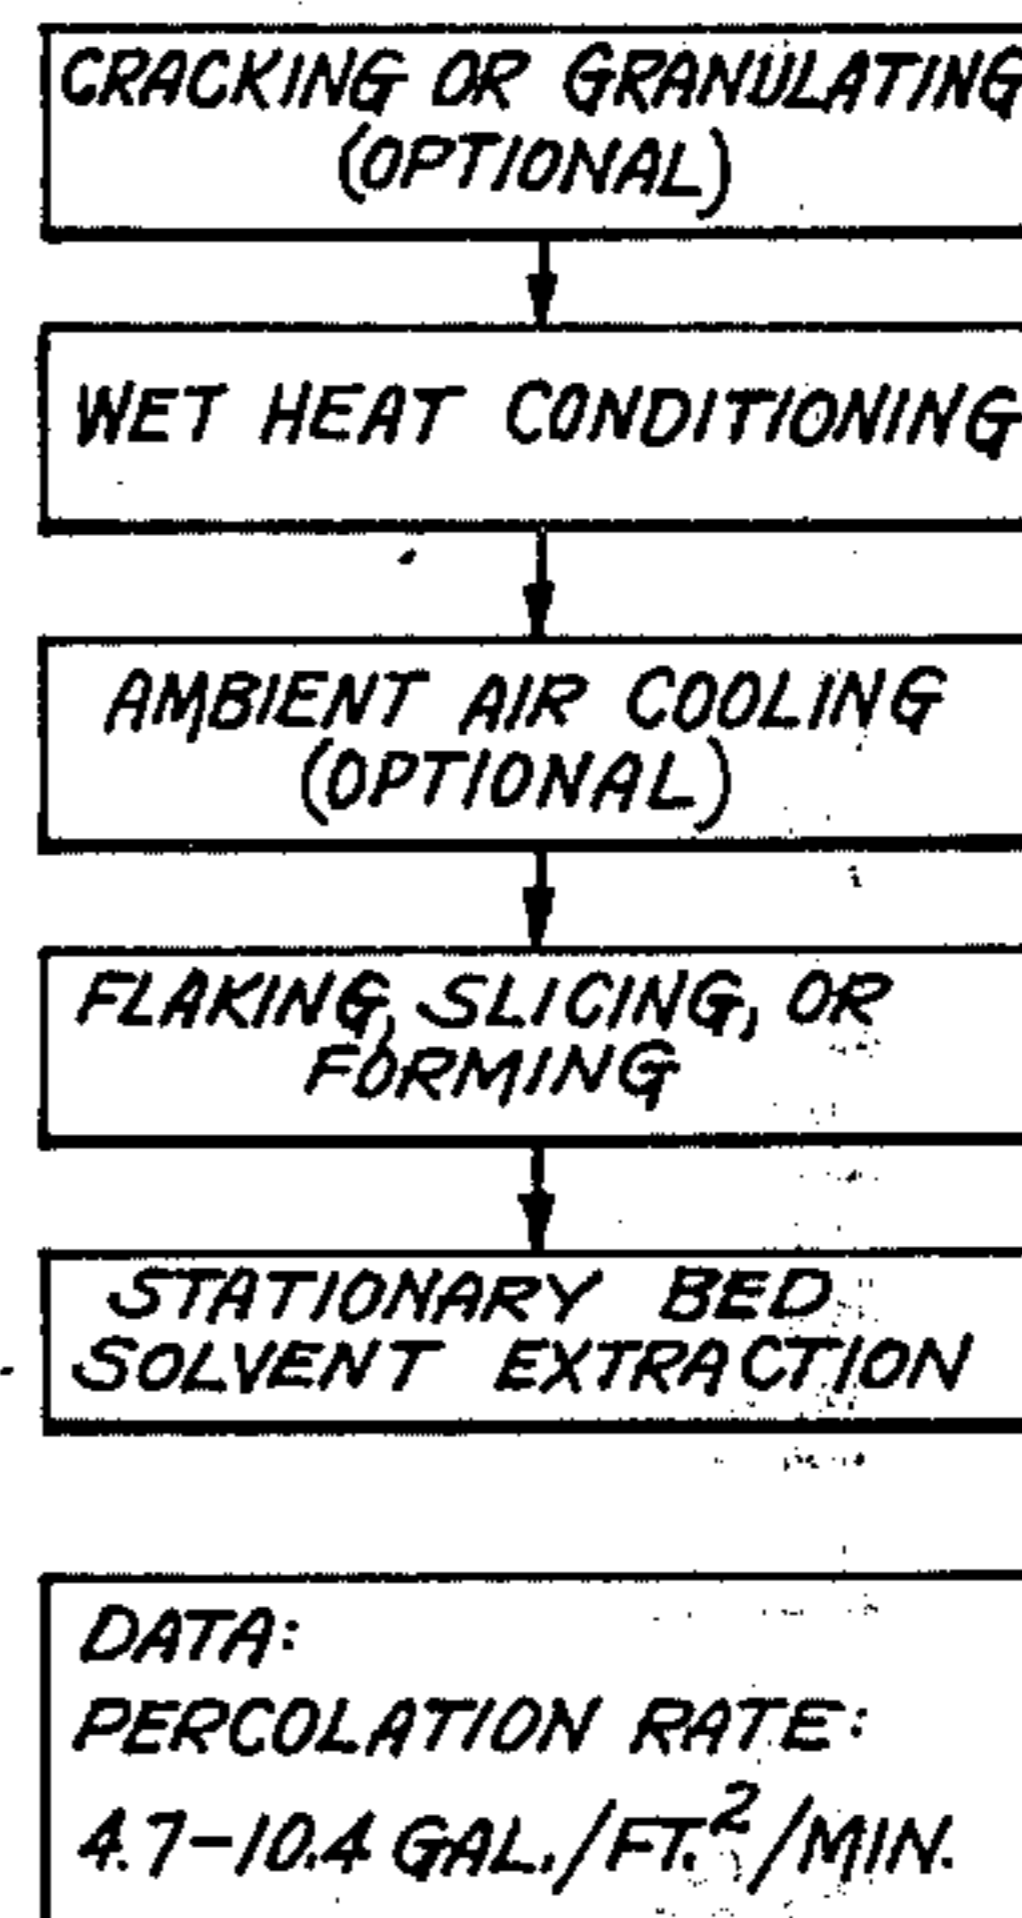 CRACKING OR GRANULATING
(OPTIONAL)
WET HEAT CONDITIONING
AMBIENT AIR COOLING
(OPTIONAL)
FLAKING, SLICING, OR
FORMING
STATIONARY BED
SOLVENT EXTRACTION
DATA:
PERCOLATION RATE:
4.7-10.4 GAL./FT.²/MIN.